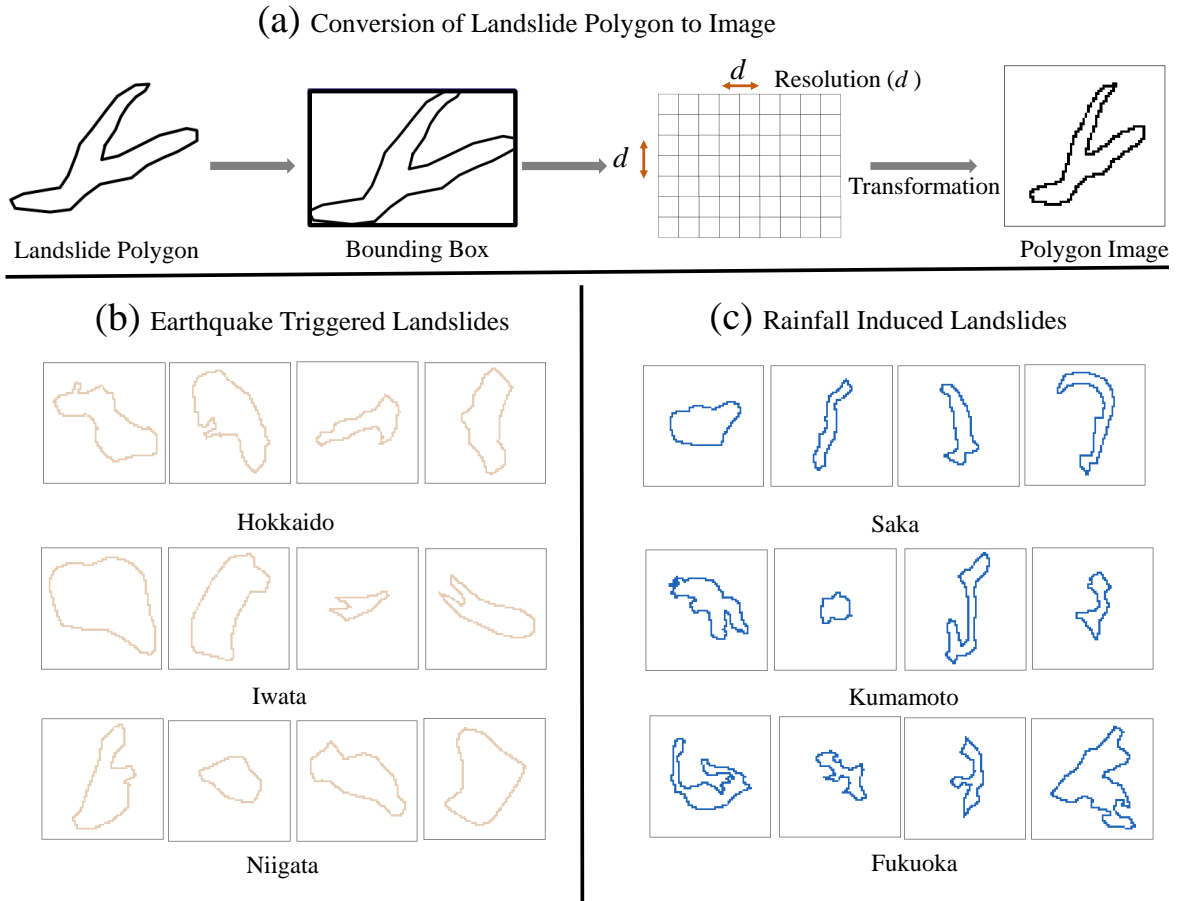 (a) Conversion of Landslide Polygon to Image
d
Resolution (d )
d
Transformation
Landslide Polygon
Bounding Box
Polygon Image
(b) Earthquake Triggered Landslides
Hokkaido
Iwata
Niigata
(c) Rainfall Induced Landslides
Saka
Kumamoto
Fukuoka